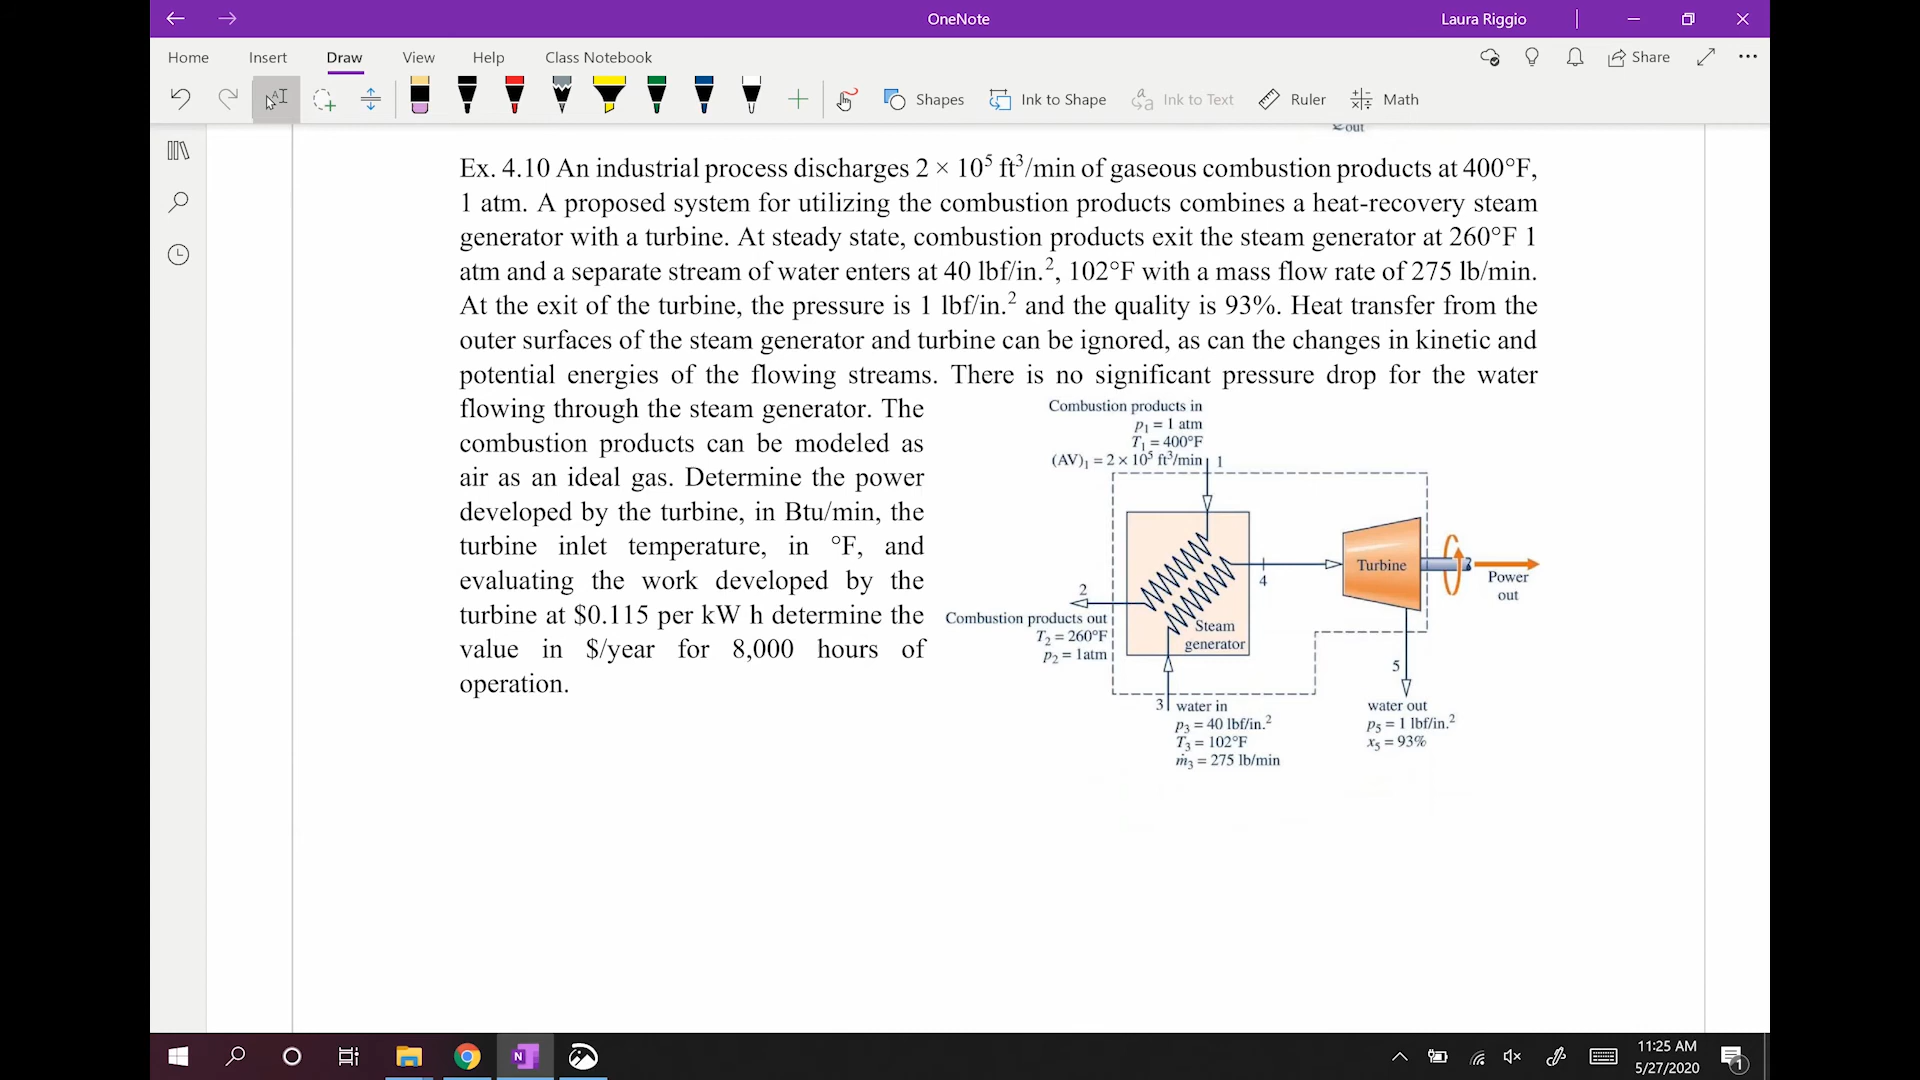 OneNote
Laura Riggio
Home Insert Draw View Help Class Notebook
Share
Shapes Ink to Shape Ink to Text Ruler Math
out
Ex. 4.10 An industrial process discharges 2 × 10⁵ ft³/min of gaseous combustion products at 400°F,
1 atm. A proposed system for utilizing the combustion products combines a heat-recovery steam
generator with a turbine. At steady state, combustion products exit the steam generator at 260°F 1
atm and a separate stream of water enters at 40 lbf/in.², 102°F with a mass flow rate of 275 lb/min.
At the exit of the turbine, the pressure is 1 lbf/in.² and the quality is 93%. Heat transfer from the
outer surfaces of the steam generator and turbine can be ignored, as can the changes in kinetic and
potential energies of the flowing streams. There is no significant pressure drop for the water
flowing through the steam generator. The
combustion products can be modeled as
air as an ideal gas. Determine the power
developed by the turbine, in Btu/min, the
turbine inlet temperature, in °F, and
evaluating the work developed by the
turbine at $0.115 per kW h determine the
value in $/year for 8,000 hours of
operation.
Combustion products in
p₁ = 1 atm
T₁ = 400°F
(AV)₁ = 2 × 10⁵ ft³/min
1
Turbine
4
Power
out
2
Combustion products out
T₂ = 260°F
p₂ = 1atm
Steam
generator
5
3
water in
p₃ = 40 lbf/in.²
T₃ = 102°F
ṁ₃ = 275 lb/min
water out
p₅ = 1 lbf/in.²
x₅ = 93%
N
11:25 AM
5/27/2020
1